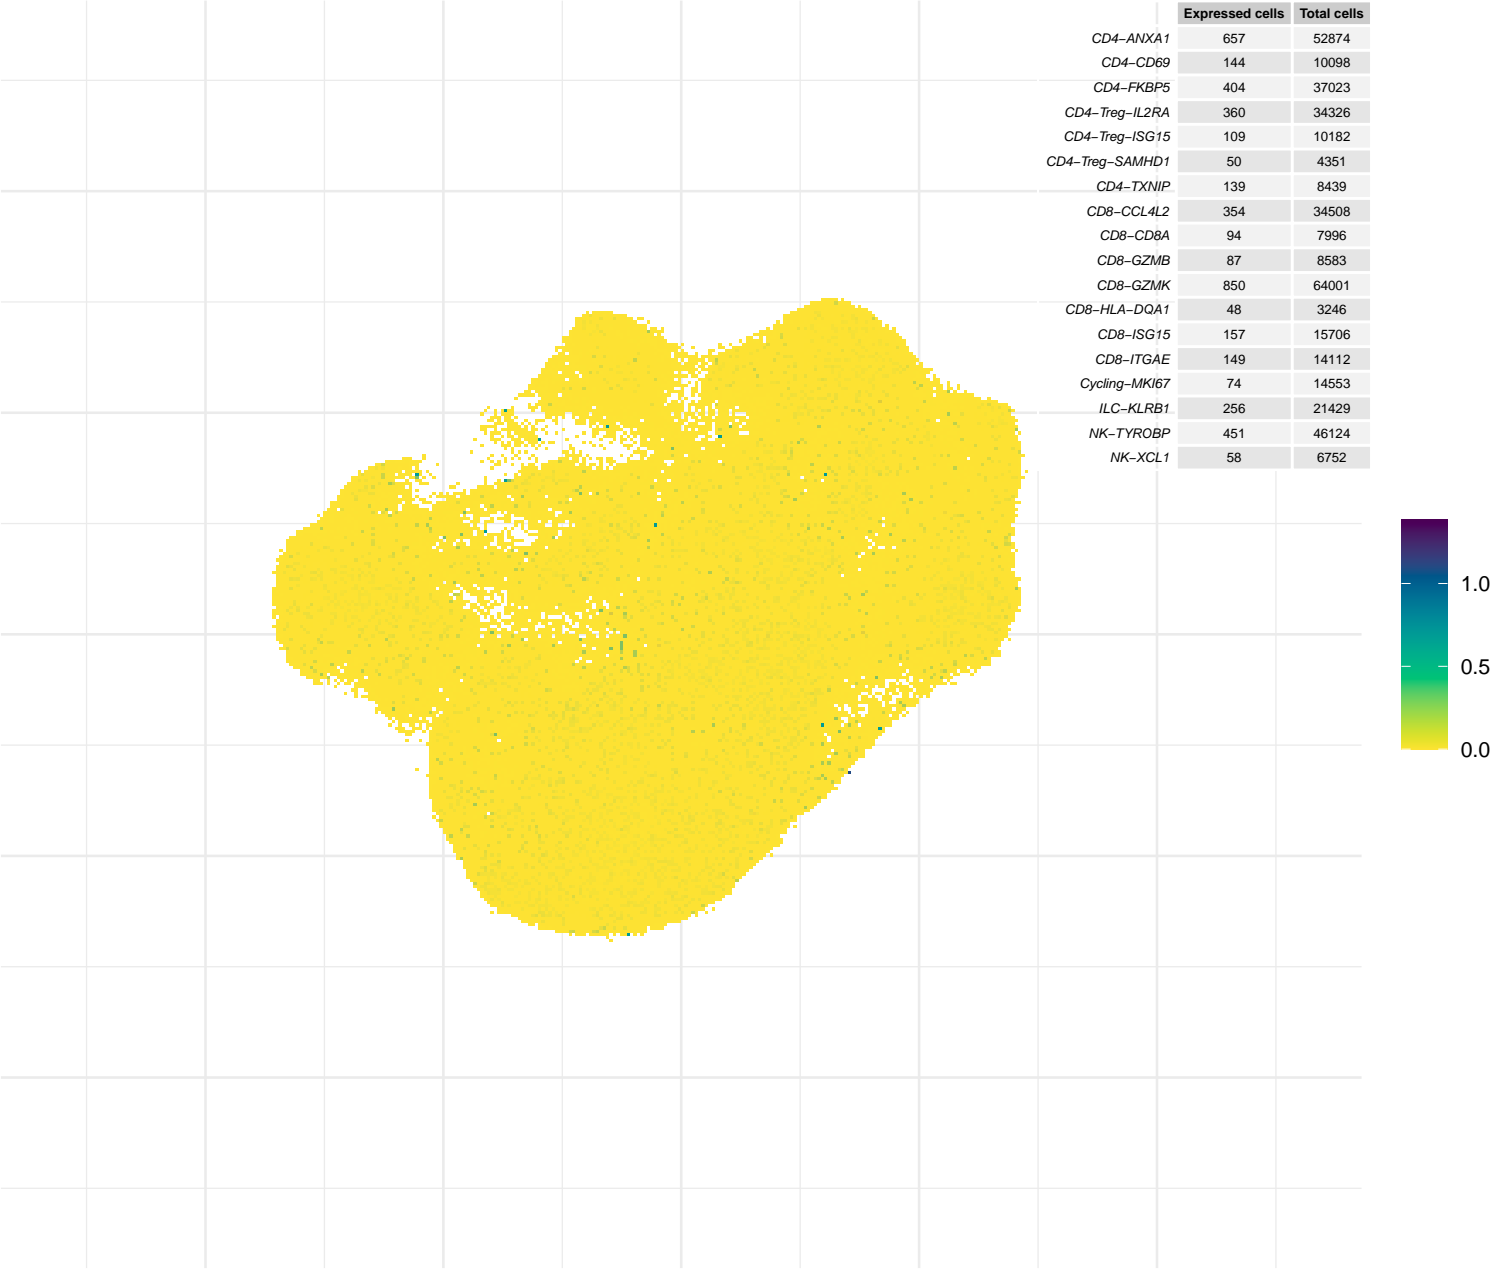 Expressed cells Total cells
CD4−ANXA1 657 52874
CD4−CD69 144 10098
CD4−FKBP5 404 37023
CD4−Treg−IL2RA 360 34326
CD4−Treg−ISG15 109 10182
CD4−Treg−SAMHD1 50 4351
CD4−TXNIP 139 8439
CD8−CCL4L2 354 34508
CD8−CD8A 94 7996
CD8−GZMB 87 8583
CD8−GZMK 850 64001
CD8−HLA−DQA1 48 3246
CD8−ISG15 157 15706
CD8−ITGAE 149 14112
Cycling−MKI67 74 14553
ILC−KLRB1 256 21429
NK−TYROBP 451 46124
NK−XCL1 58 6752
1.0
0.5
0.0